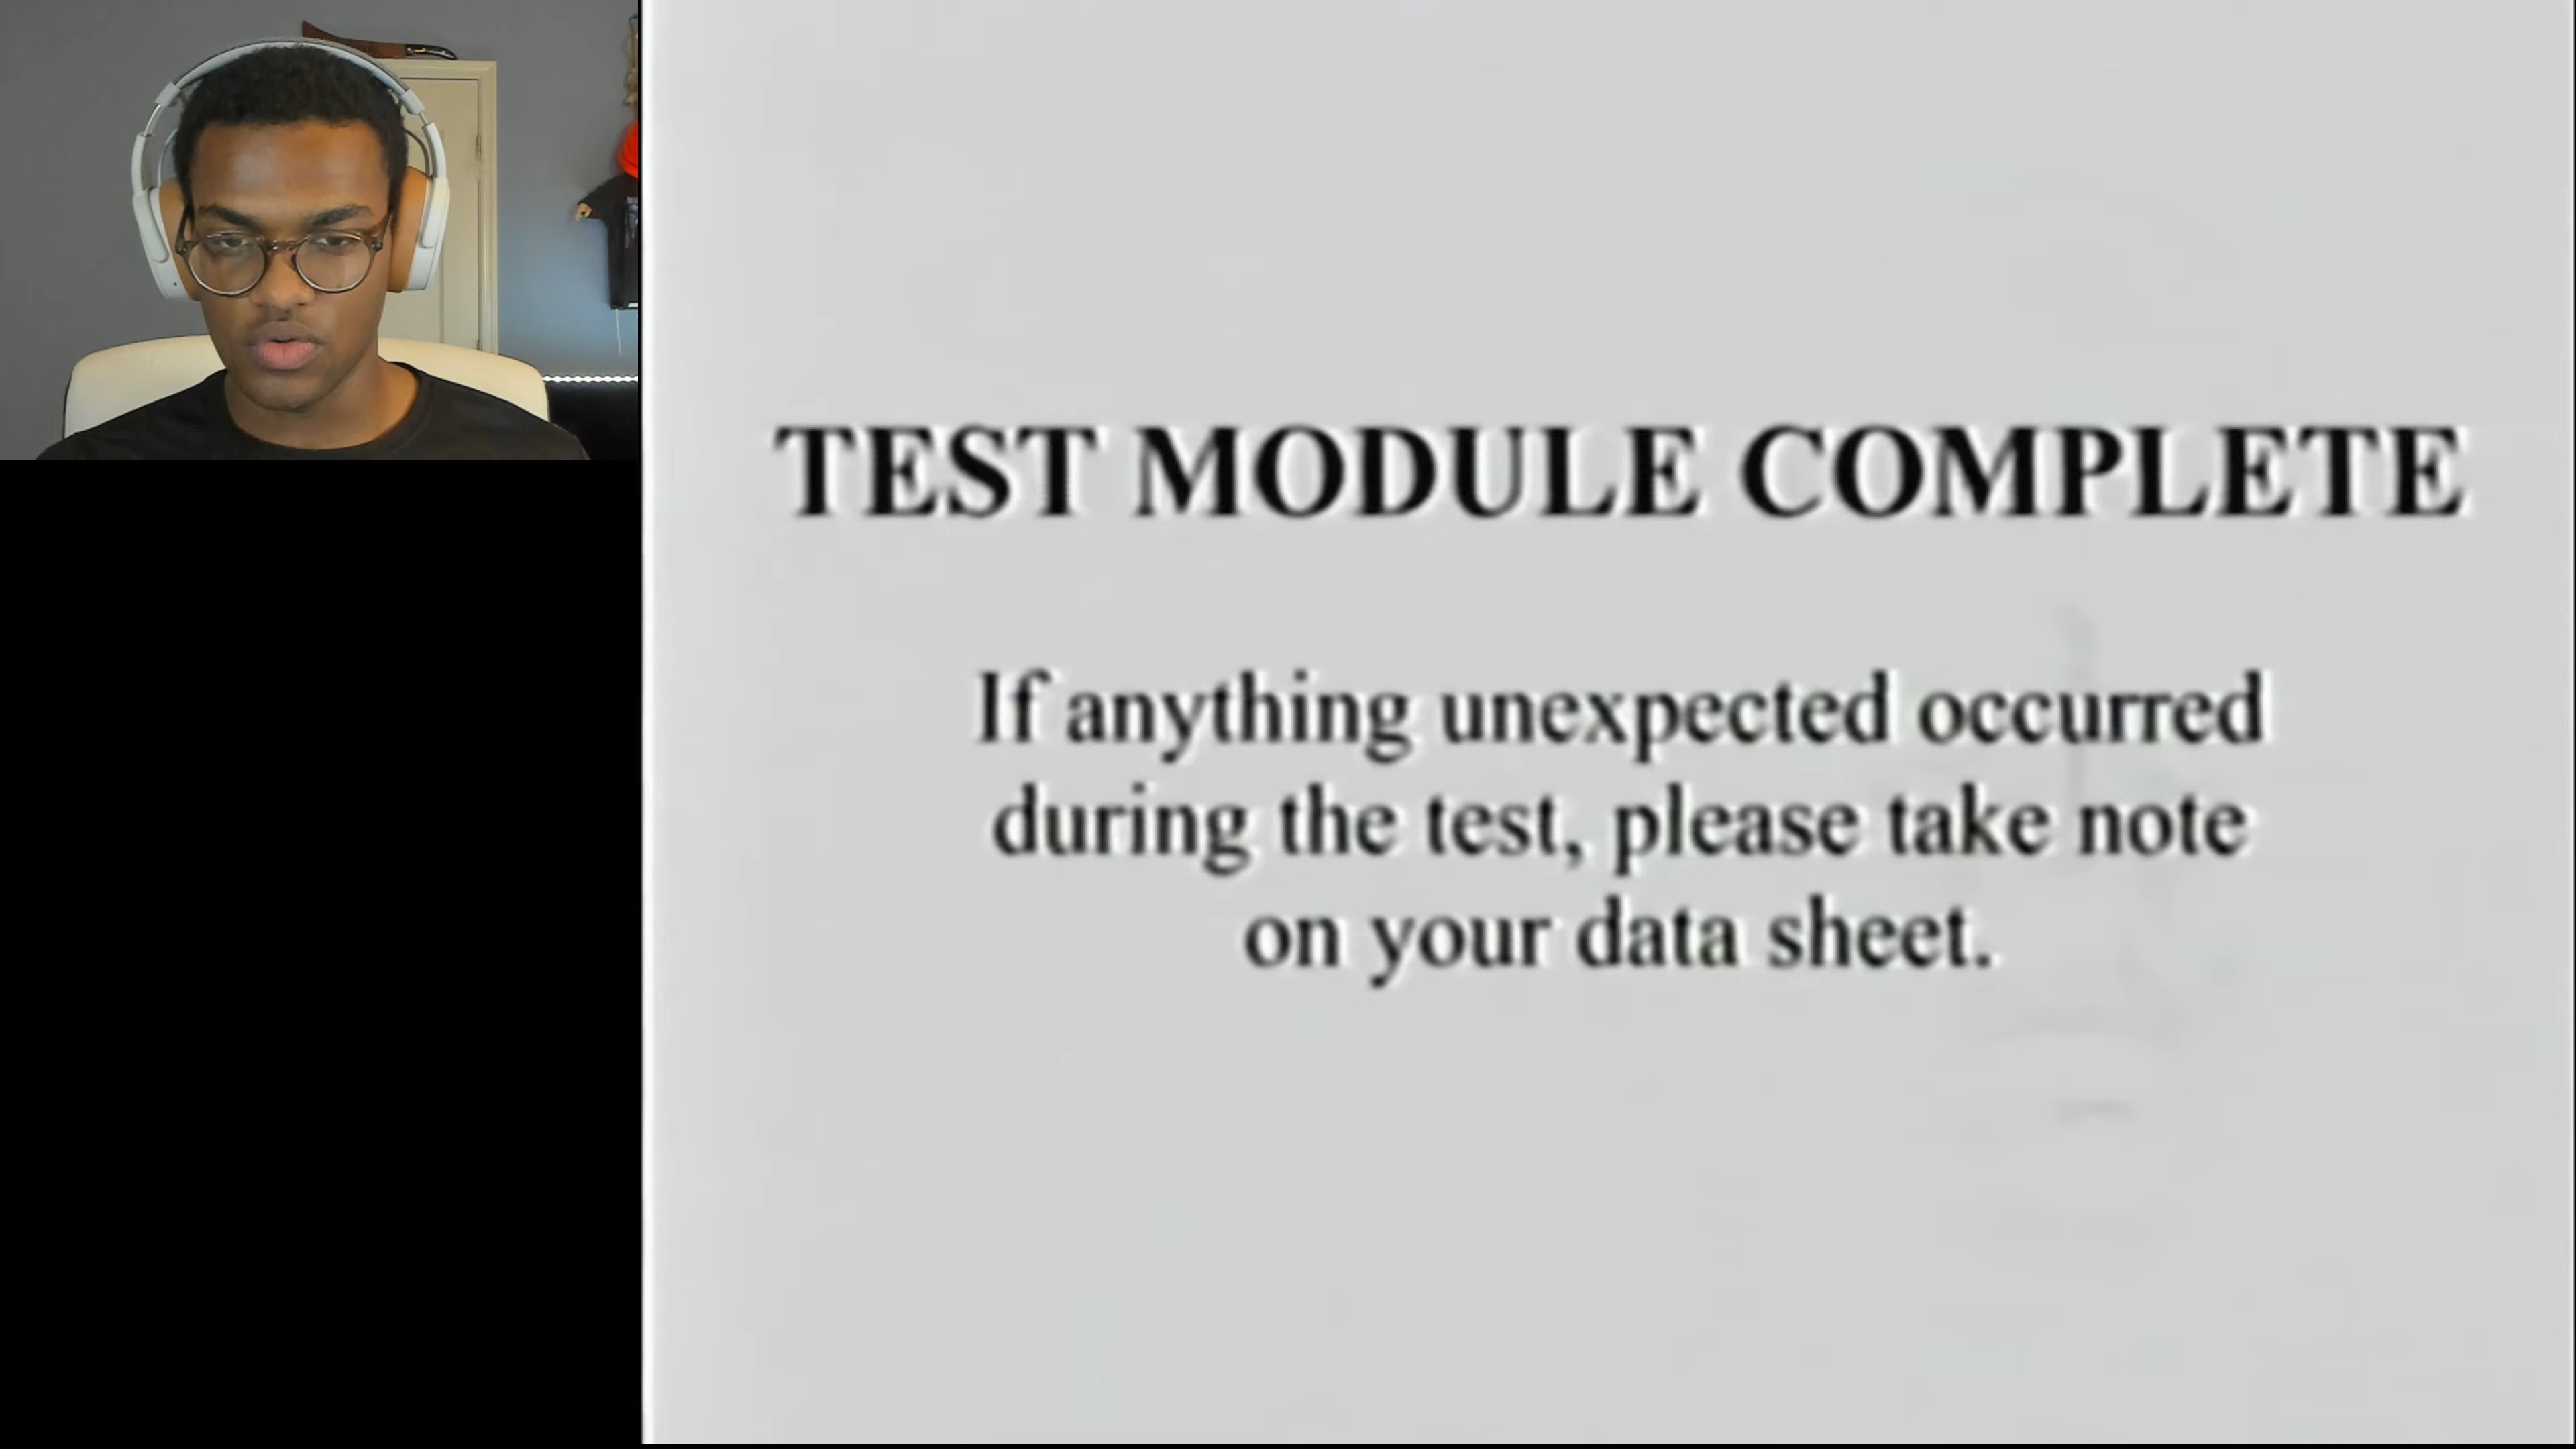 TEST MODULE COMPLETE
If anything unexpected occurred
during the test, please take note
on your data sheet.